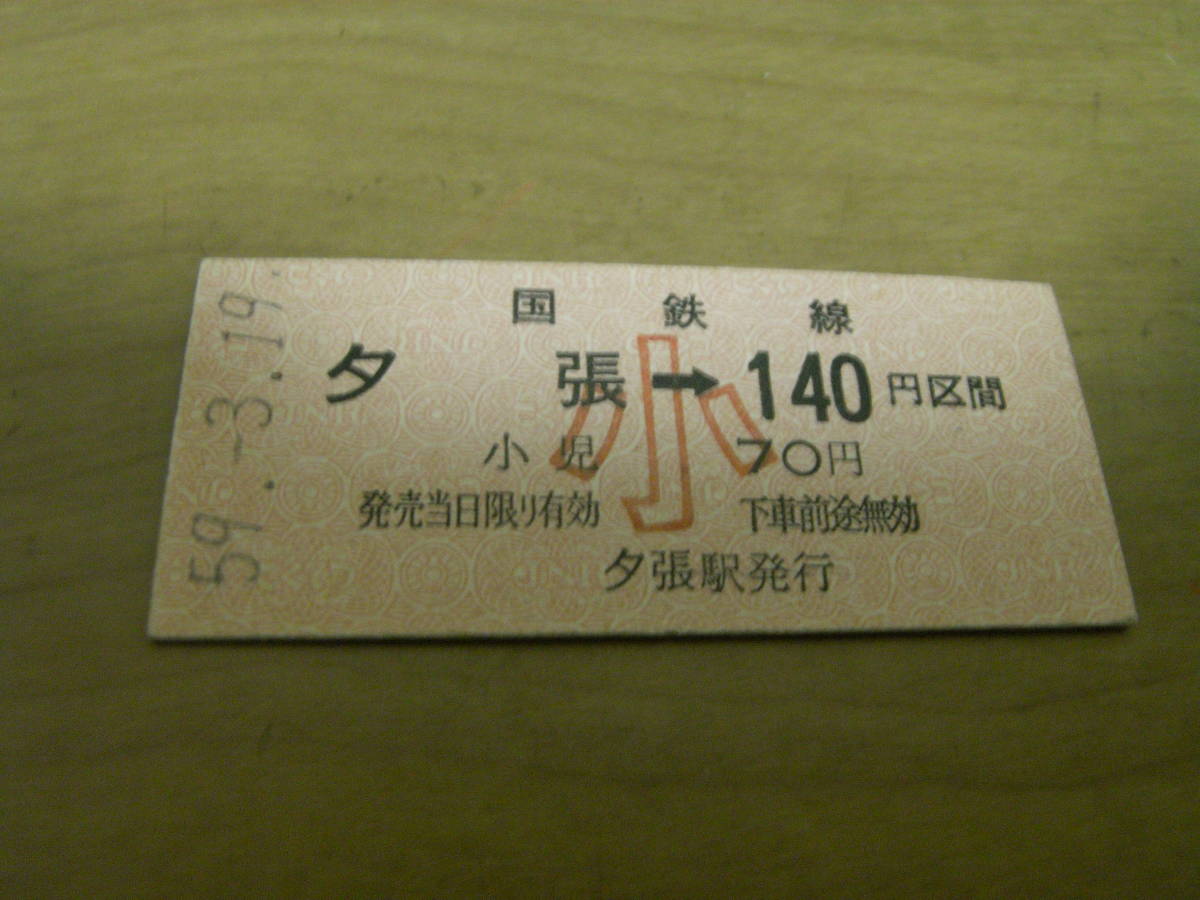 59.-3.19.
国鉄線
夕張→140円区間
小児 70円
小
発売当日限り有効 下車前途無効
夕張駅発行